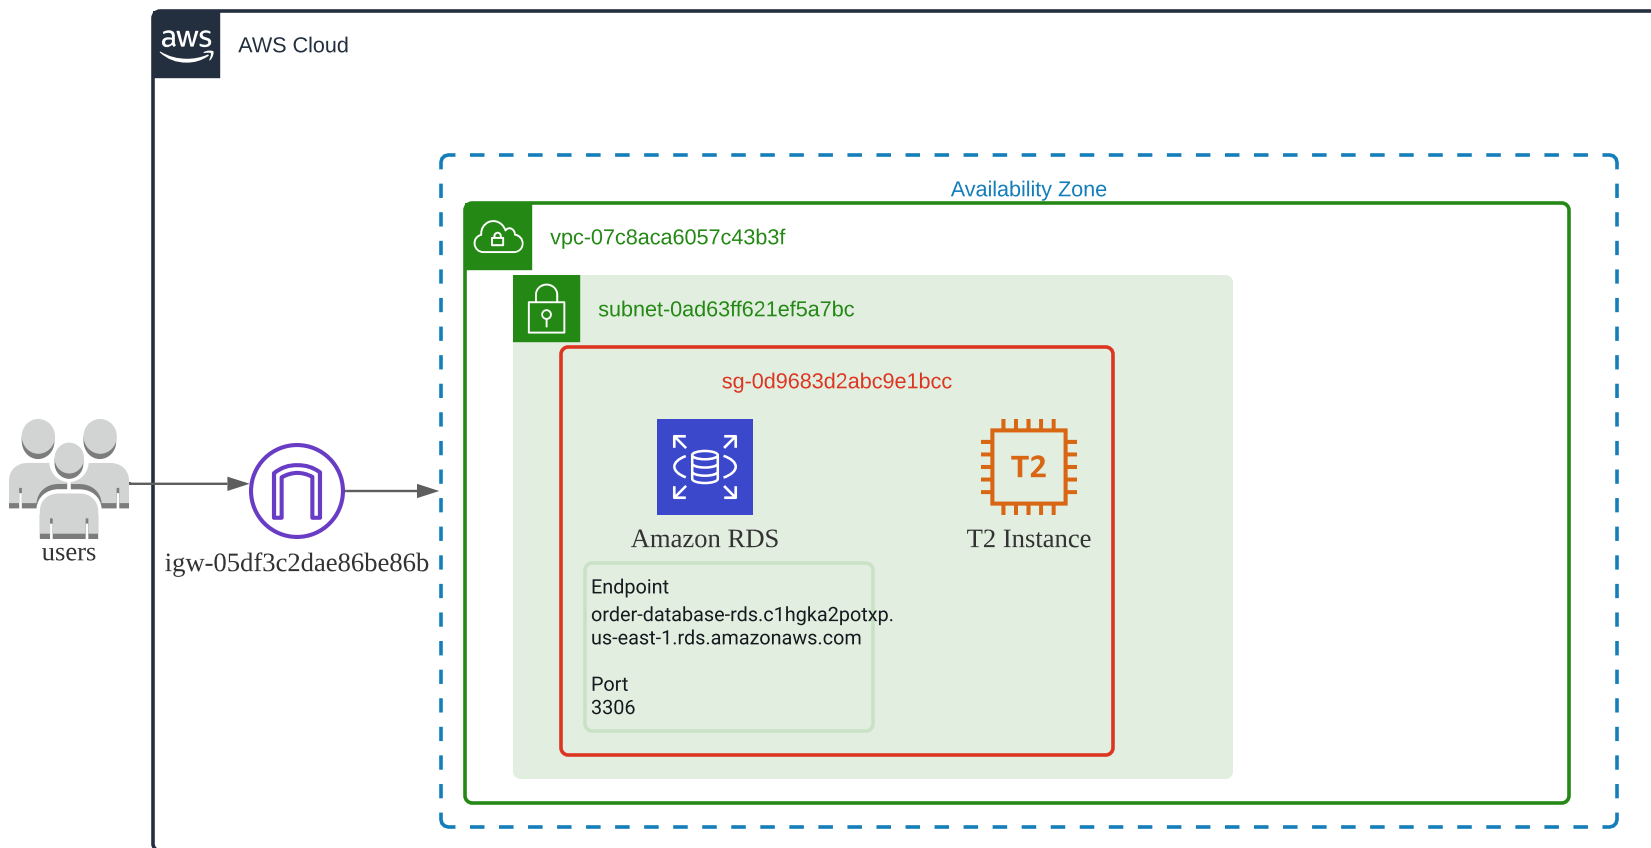 aws
AWS Cloud
Availability Zone
vpc-07c8aca6057c43b3f
subnet-0ad63ff621ef5a7bc
sg-0d9683d2abc9e1bcc
T2
Amazon RDS
T2 Instance
users
igw-05df3c2dae86be86b
Endpoint
order-database-rds.c1hgka2potxp.
us-east-1.rds.amazonaws.com
Port
3306